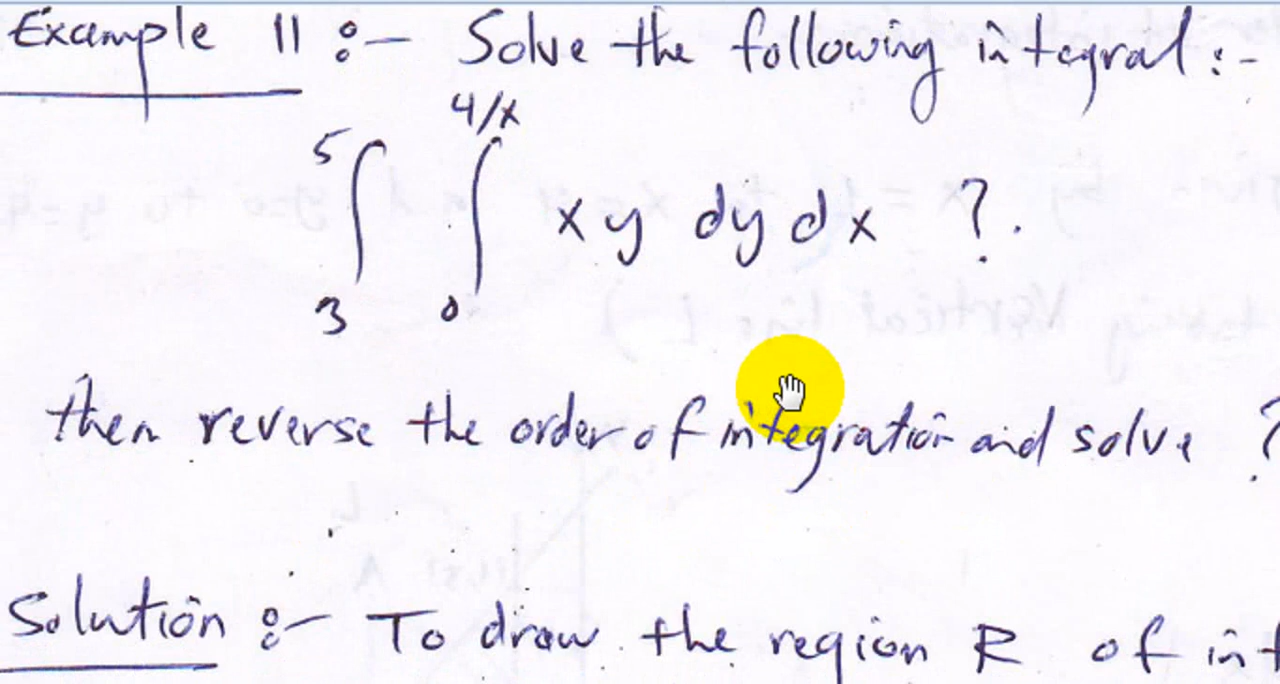 Example 11 :- Solve the following integral :-
5 4/x
∫ ∫ xy dy dx ?.
3 0
then reverse the order of integration and solve ?
Solution :- To draw the region R of